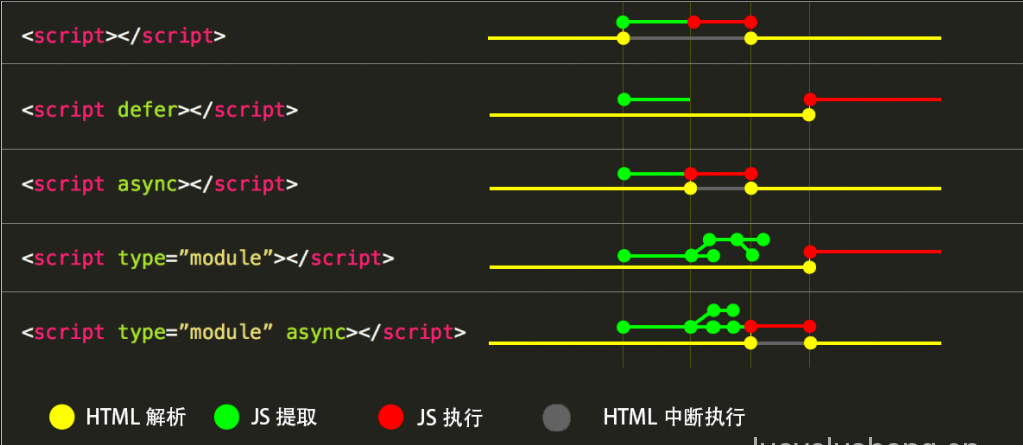 <script></script>
<script defer></script>
<script async></script>
<script type=”module”></script>
<script type=”module” async></script>
HTML 解析 JS 提取 JS 执行 HTML 中断执行